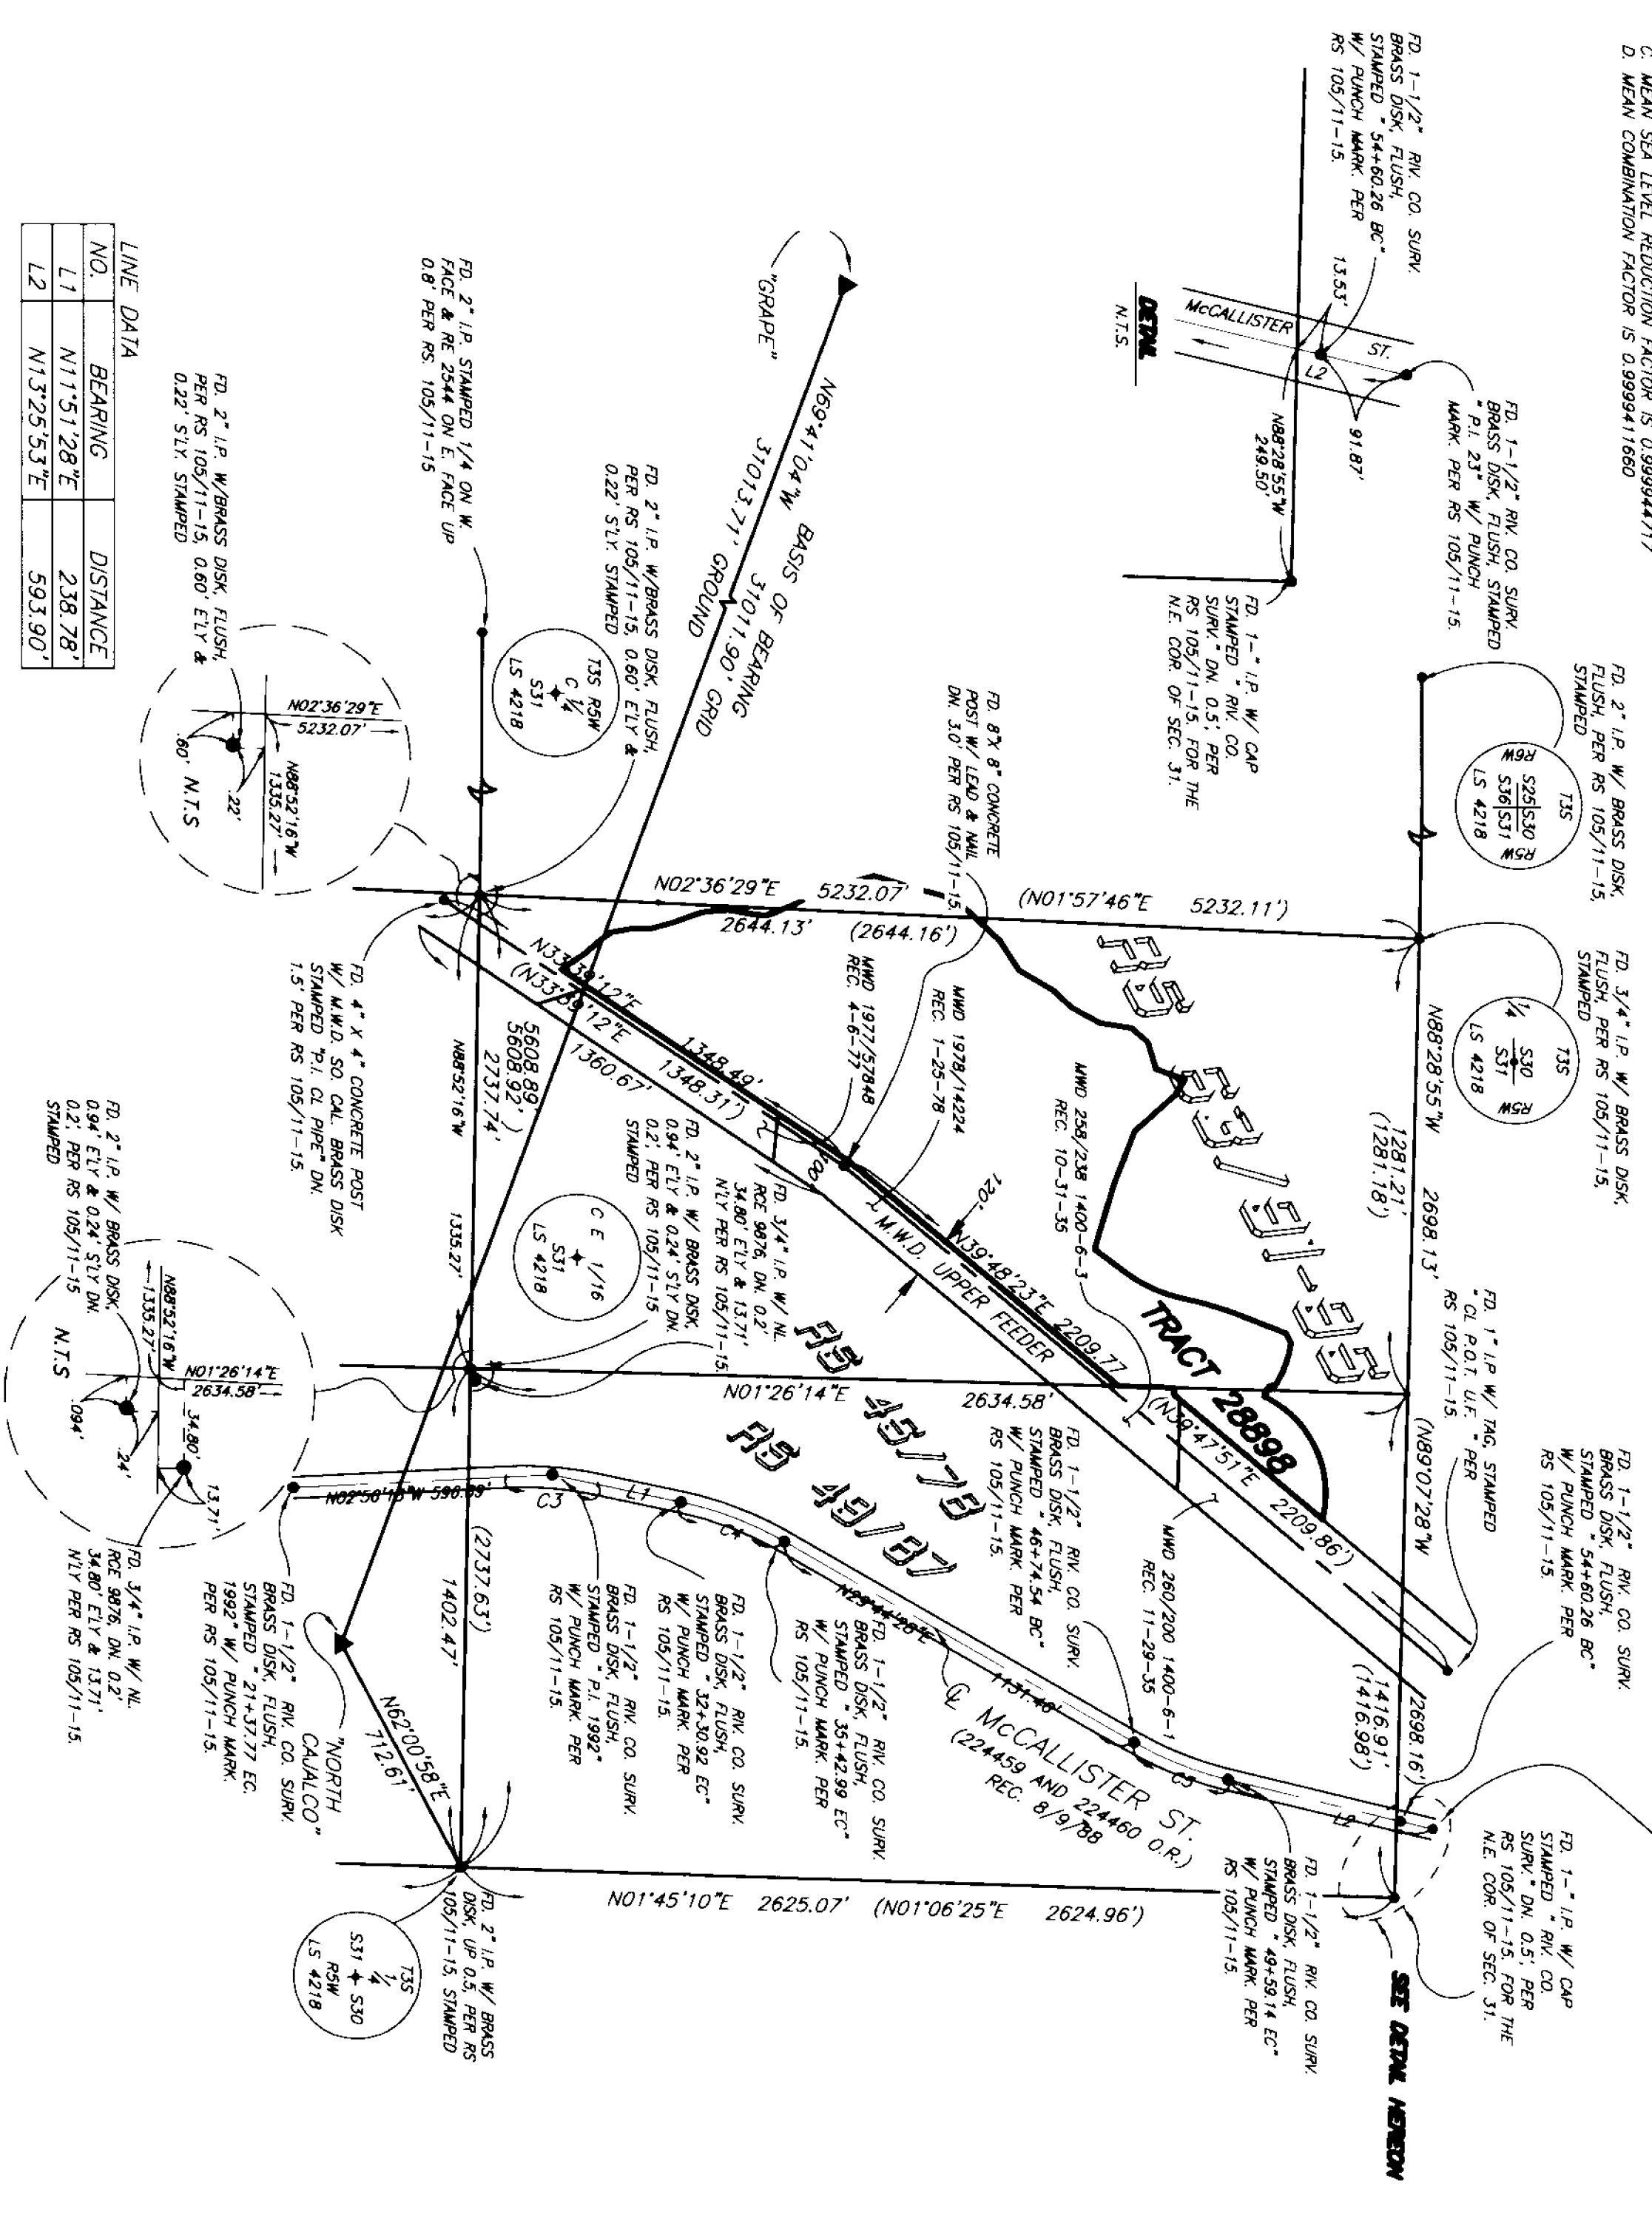 C. MEAN SEA LEVEL REDUCTION FACTOR IS 0.999944717
D. MEAN COMBINATION FACTOR IS 0.9999411660
FD. 1-1/2" RIV. CO. SURV.
BRASS DISK, FLUSH,
STAMPED " 54+60.26 BC"
W/ PUNCH MARK. PER
RS 105/11-15.
13.53'
McCALLISTER ST.
L2
91.87'
DETAIL
N.T.S.
N88°28'55"W
249.50'
FD. 1-1/2" RIV. CO. SURV.
BRASS DISK, FLUSH, STAMPED
" P.I. 23" W/ PUNCH
MARK. PER RS 105/11-15.
FD. 1-" I.P. W/ CAP
STAMPED " RIV. CO.
SURV." DN. 0.5', PER
RS 105/11-15. FOR THE
N.E. COR. OF SEC. 31.
FD. 2" I.P. W/ BRASS DISK,
FLUSH, PER RS 105/11-15,
STAMPED
T3S
R6W
S25 S30
S36 S31
R5W
LS 4218
FD. 3/4" I.P. W/ BRASS DISK,
FLUSH, PER RS 105/11-15,
STAMPED
T3S
1/4
S30
S31
R5W
LS 4218
N88°28'55"W 2698.13'
(N89°07'28"W 2698.16')
1281.21'
(1281.18')
1416.91'
(1416.98')
FD. 1" I.P. W/ TAG, STAMPED
" CL P.O.T. U.F. " PER
RS 105/11-15.
FD. 1-1/2" RIV. CO. SURV.
BRASS DISK, FLUSH,
STAMPED " 54+60.26 BC"
W/ PUNCH MARK. PER
RS 105/11-15.
FD. 1-" I.P. W/ CAP
STAMPED " RIV. CO.
SURV." DN. 0.5', PER
RS 105/11-15. FOR THE
N.E. COR. OF SEC. 31.
SEE DETAIL HEREON
"GRAPE"
N69°41'04"W BASIS OF BEARING
31011.90' GRID
31013.71' GROUND
FD. 8"X 8" CONCRETE
POST W/ LEAD & NAIL
DN. 3.0' PER RS 105/11-15.
N02°36'29"E 5232.07' (N01°57'46"E 5232.11')
2644.13' (2644.16')
MWD 1977/57848
REC. 4-6-77
MWD 1978/14224
REC. 1-25-78
MWD 258/238 1400-6-3
REC. 10-31-35
RS 63/91-95
TRACT 28898
N33°39'12"E
(N33°39'12"E
1348.49'
1348.31')
1360.67'
5608.89'
5608.92')
2737.74'
100'
120'
M.W.D. UPPER FEEDER
N39°48'23"E 2209.77
(N39°47'51"E 2209.86')
FD. 2" I.P. W/BRASS DISK, FLUSH,
PER RS 105/11-15, 0.60' E'LY &
0.22' S'LY. STAMPED
T3S R5W
C 1/4
S31
LS 4218
FD. 2" I.P. STAMPED 1/4 ON W.
FACE & RE 2544 ON E. FACE UP
0.8' PER RS. 105/11-15
FD. 2" I.P. W/BRASS DISK, FLUSH,
PER RS 105/11-15, 0.60' E'LY &
0.22' S'LY. STAMPED
N02°36'29"E
5232.07'
N88°52'16"W
1335.27'
.22'
.60'
N.T.S
FD. 4" X 4" CONCRETE POST
W/ M.W.D. SO. CAL. BRASS DISK
STAMPED "P.I. CL PIPE" DN.
1.5' PER RS 105/11-15.
N88°52'16"W
1335.27'
(2737.63')
1402.47'
FD. 3/4" I.P. W/ NL.
RCE 9876, DN. 0.2'
34.80' E'LY & 13.71'
N'LY PER RS 105/11-15.
FD. 2" I.P. W/ BRASS DISK,
0.94' E'LY & 0.24' S'LY DN.
0.2', PER RS 105/11-15
STAMPED
C E 1/16
S31
LS 4218
N01°26'14"E 2634.58'
RS 45/78
RS 49/87
MWD 260/200 1400-6-1
REC. 11-29-35
FD. 1-1/2" RIV. CO. SURV.
BRASS DISK, FLUSH,
STAMPED " 46+74.54 BC"
W/ PUNCH MARK. PER
RS 105/11-15.
FD. 2" I.P. W/ BRASS DISK,
0.94' E'LY & 0.24' S'LY DN.
0.2', PER RS 105/11-15
STAMPED
N88°52'16"W
1335.27'
N01°26'14"E
2634.58'
34.80'
13.71'
.24'
.094'
N.T.S
FD. 3/4" I.P. W/ NL.
RCE 9876, DN. 0.2'
34.80' E'LY & 13.71'
N'LY PER RS 105/11-15.
C3
L1
C4
N29°44'28"E
1131.48'
C5
L2
℄ McCALLISTER ST.
(224459 AND 224460 O.R.)
REC. 8/9/88
FD. 1-1/2" RIV. CO. SURV.
BRASS DISK, FLUSH,
STAMPED " 49+59.14 EC"
W/ PUNCH MARK. PER
RS 105/11-15.
FD. 1-1/2" RIV. CO. SURV.
BRASS DISK, FLUSH,
STAMPED " 35+42.99 EC"
W/ PUNCH MARK. PER
RS 105/11-15.
FD. 1-1/2" RIV. CO. SURV.
BRASS DISK, FLUSH,
STAMPED " 32+30.92 EC"
W/ PUNCH MARK. PER
RS 105/11-15.
FD. 1-1/2" RIV. CO. SURV.
BRASS DISK, FLUSH,
STAMPED " P.I. 1992"
W/ PUNCH MARK. PER
RS 105/11-15.
FD. 1-1/2" RIV. CO. SURV.
BRASS DISK, FLUSH,
STAMPED " 21+37.77 EC.
1992" W/ PUNCH MARK.
PER RS 105/11-15.
"NORTH
CAJALCO"
N62°00'58"E
712.61'
N01°45'10"E 2625.07' (N01°06'25"E 2624.96')
FD. 2" I.P. W/ BRASS
DISK, UP 0.5, PER RS
105/11-15, STAMPED
T3S
1/4
S31 S30
R5W
LS 4218
LINE DATA
NO. BEARING DISTANCE
L1 N11°51'28"E 238.78'
L2 N13°25'53"E 593.90'